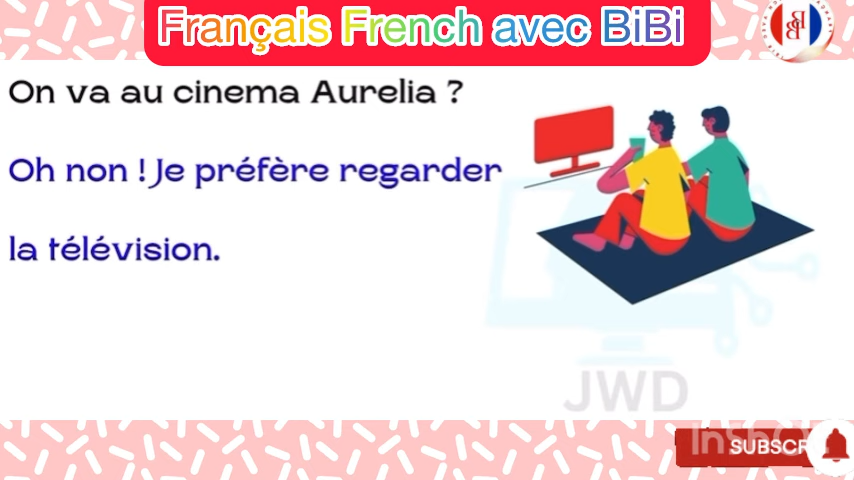 Français French avec BiBi
On va au cinema Aurelia ?
Oh non ! Je préfère regarder
la télévision.
JWD
SUBSCR